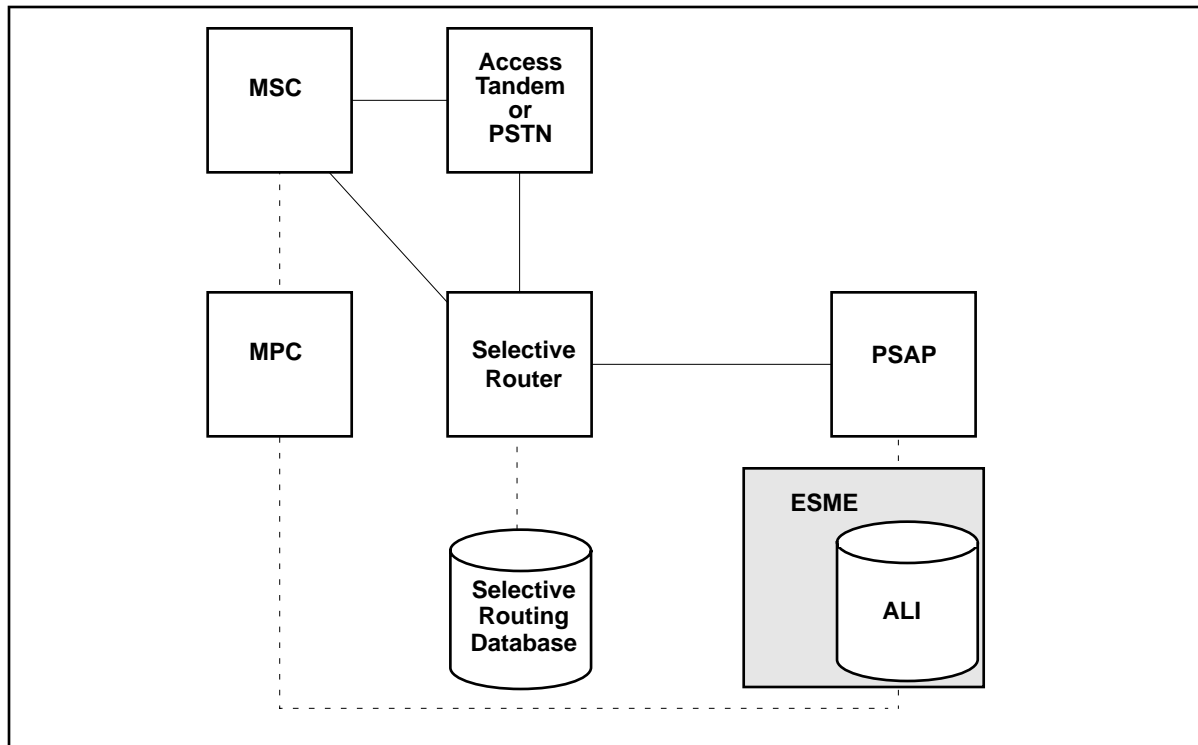 MSC
Access
Tandem
or
PSTN
MPC
Selective
Router
PSAP
ESME
Selective
Routing
Database
ALI